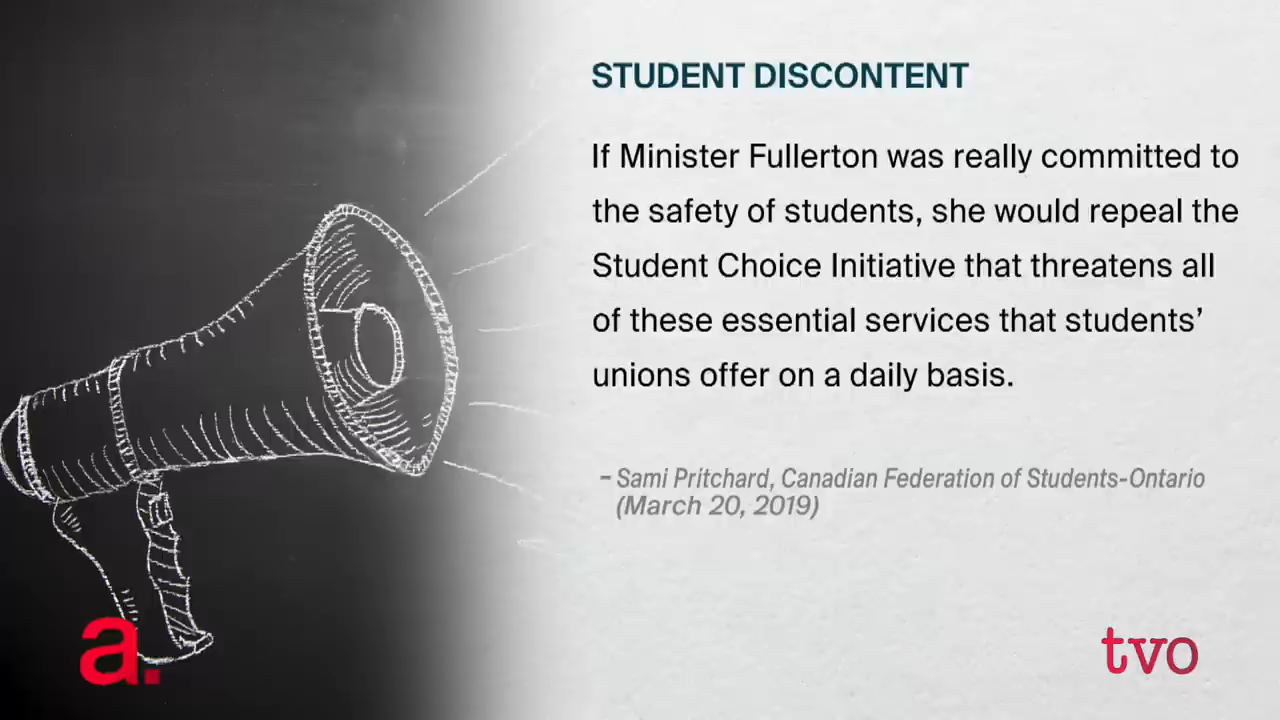 STUDENT DISCONTENT
If Minister Fullerton was really committed to
the safety of students, she would repeal the
Student Choice Initiative that threatens all
of these essential services that students’
unions offer on a daily basis.
– Sami Pritchard, Canadian Federation of Students-Ontario
(March 20, 2019)
a.
tvo